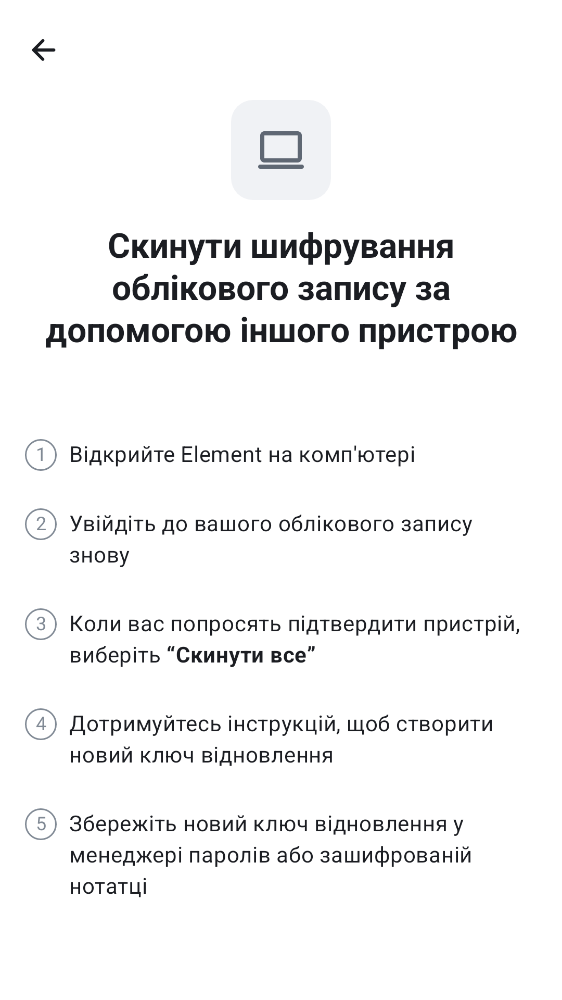 Скинути шифрування
облікового запису за
допомогою іншого пристрою
1 Відкрийте Element на комп'ютері
2 Увійдіть до вашого облікового запису
знову
3 Коли вас попросять підтвердити пристрій,
виберіть “Скинути все”
4 Дотримуйтесь інструкцій, щоб створити
новий ключ відновлення
5 Збережіть новий ключ відновлення у
менеджері паролів або зашифрованій
нотатці